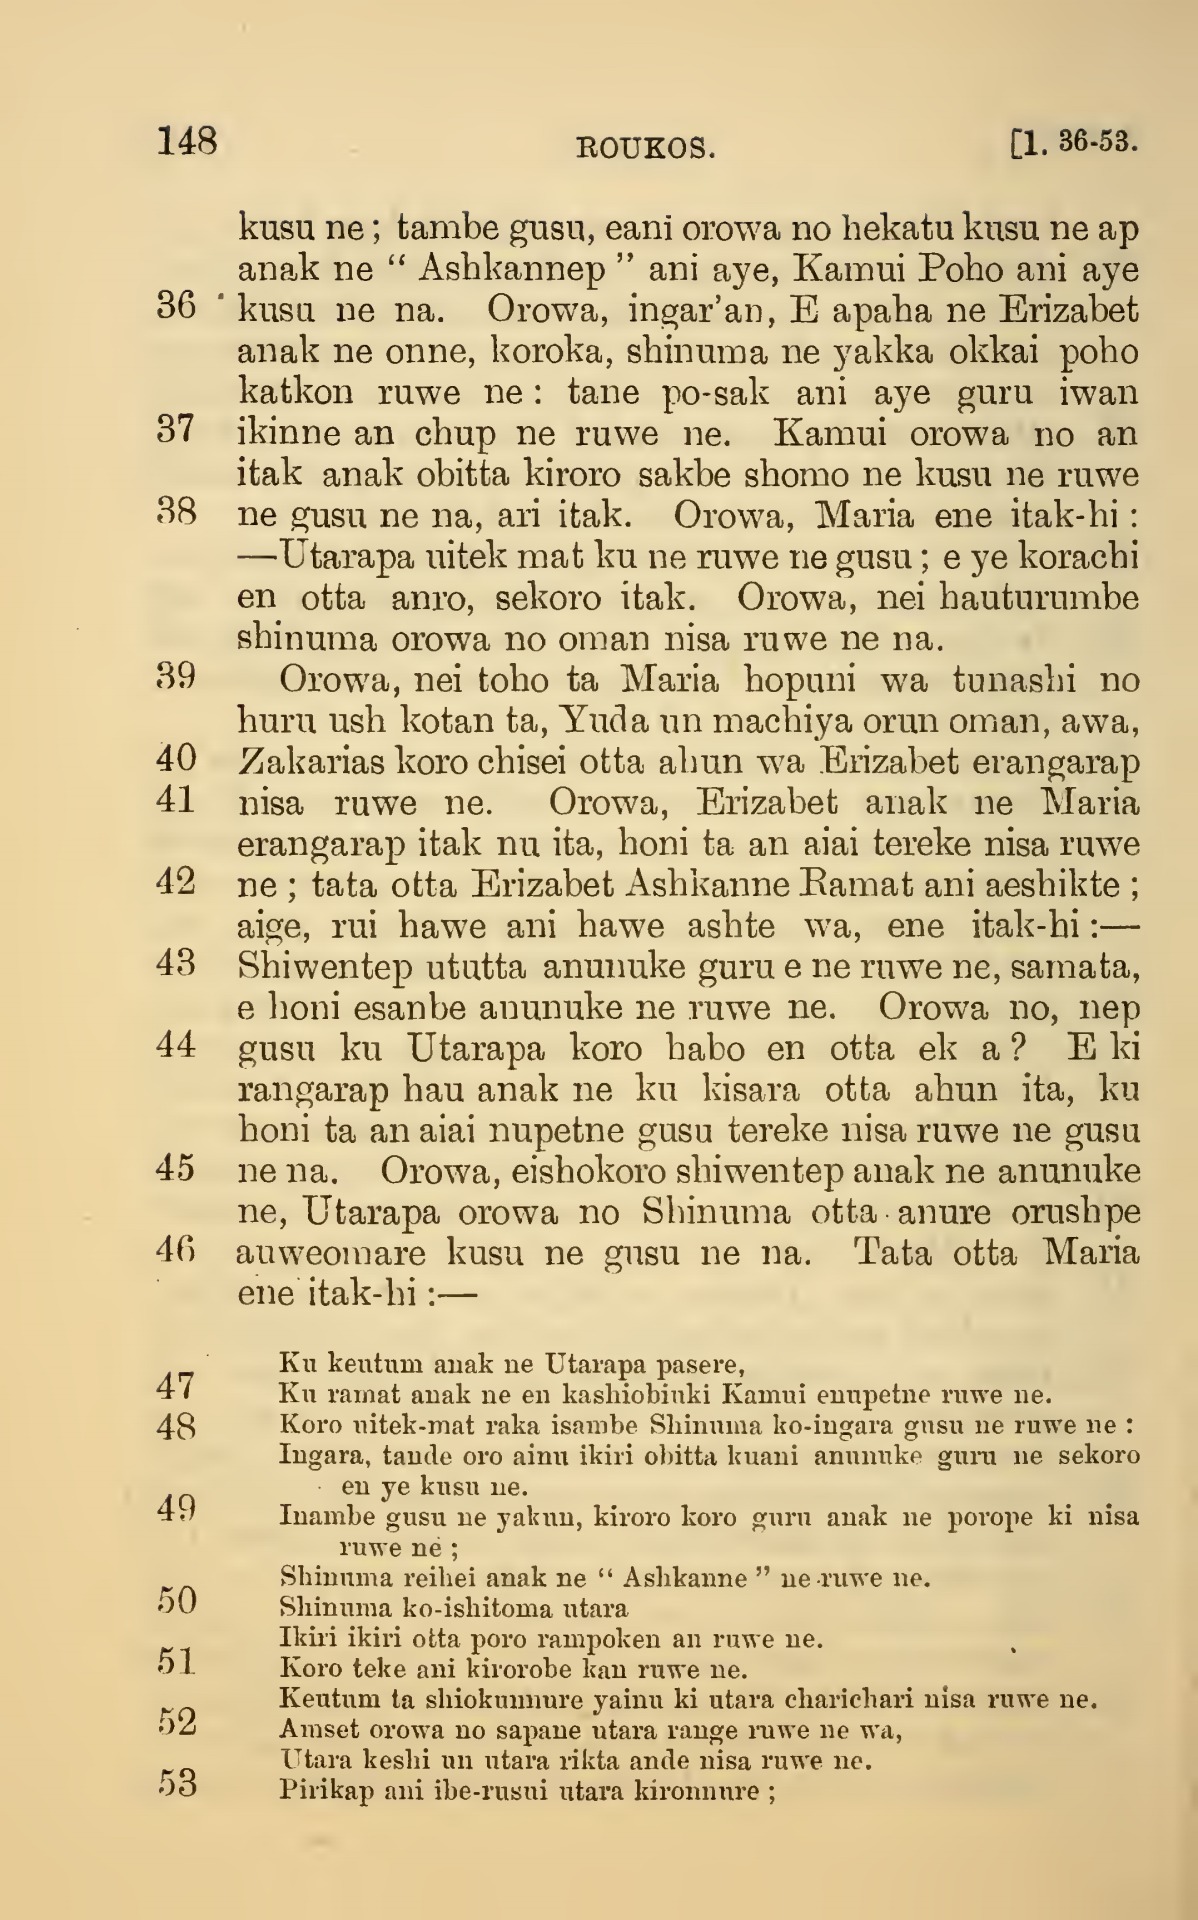 148 ROUKOS. [1. 36-53.
kusu ne ; tambe gusu, eani orowa no hekatu kusu ne ap
anak ne “ Ashkannep ” ani aye, Kamui Poho ani aye
36 kusu ne na. Orowa, ingar’an, E apaha ne Erizabet
anak ne onne, koroka, shinuma ne yakka okkai poho
katkon ruwe ne : tane po-sak ani aye guru iwan
37 ikinne an chup ne ruwe ne. Kamui orowa no an
itak anak obitta kiroro sakbe shomo ne kusu ne ruwe
38 ne gusu ne na, ari itak. Orowa, Maria ene itak-hi :
—Utarapa uitek mat ku ne ruwe ne gusu ; e ye korachi
en otta anro, sekoro itak. Orowa, nei hauturumbe
shinuma orowa no oman nisa ruwe ne na.
39 Orowa, nei toho ta Maria hopuni wa tunashi no
huru ush kotan ta, Yuda un machiya orun oman, awa,
40 Zakarias koro chisei otta ahun wa Erizabet erangarap
41 nisa ruwe ne. Orowa, Erizabet anak ne Maria
erangarap itak nu ita, honi ta an aiai tereke nisa ruwe
42 ne ; tata otta Erizabet Ashkanne Ramat ani aeshikte ;
aige, rui hawe ani hawe ashte wa, ene itak-hi :—
43 Shiwentep ututta anunuke guru e ne ruwe ne, samata,
e honi esanbe anunuke ne ruwe ne. Orowa no, nep
44 gusu ku Utarapa koro habo en otta ek a ? E ki
rangarap hau anak ne ku kisara otta ahun ita, ku
honi ta an aiai nupetne gusu tereke nisa ruwe ne gusu
45 ne na. Orowa, eishokoro shiwentep anak ne anunuke
ne, Utarapa orowa no Shinuma otta anure orushpe
46 auweomare kusu ne gusu ne na. Tata otta Maria
ene itak-hi :—
Ku keutum anak ne Utarapa pasere,
47 Ku ramat anak ne en kashiobiuki Kamui enupetne ruwe ne.
48 Koro uitek-mat raka isambe Shinuma ko-ingara gusu ne ruwe ne :
Ingara, tande oro ainu ikiri obitta kuani anunuke guru ne sekoro
en ye kusu ne.
49 Inambe gusu ne yakun, kiroro koro guru anak ne porope ki nisa
ruwe ne ;
Shinuma reihei anak ne “ Ashkanne ” ne ruwe ne.
50 Shinuma ko-ishitoma utara
Ikiri ikiri otta poro rampoken an ruwe ne.
51 Koro teke ani kirorobe kan ruwe ne.
Keutum ta shiokunnure yainu ki utara charichari nisa ruwe ne.
52 Amset orowa no sapane utara range ruwe ne wa,
Utara keshi un utara rikta ande nisa ruwe ne.
53 Pirikap ani ibe-rusui utara kironnure ;